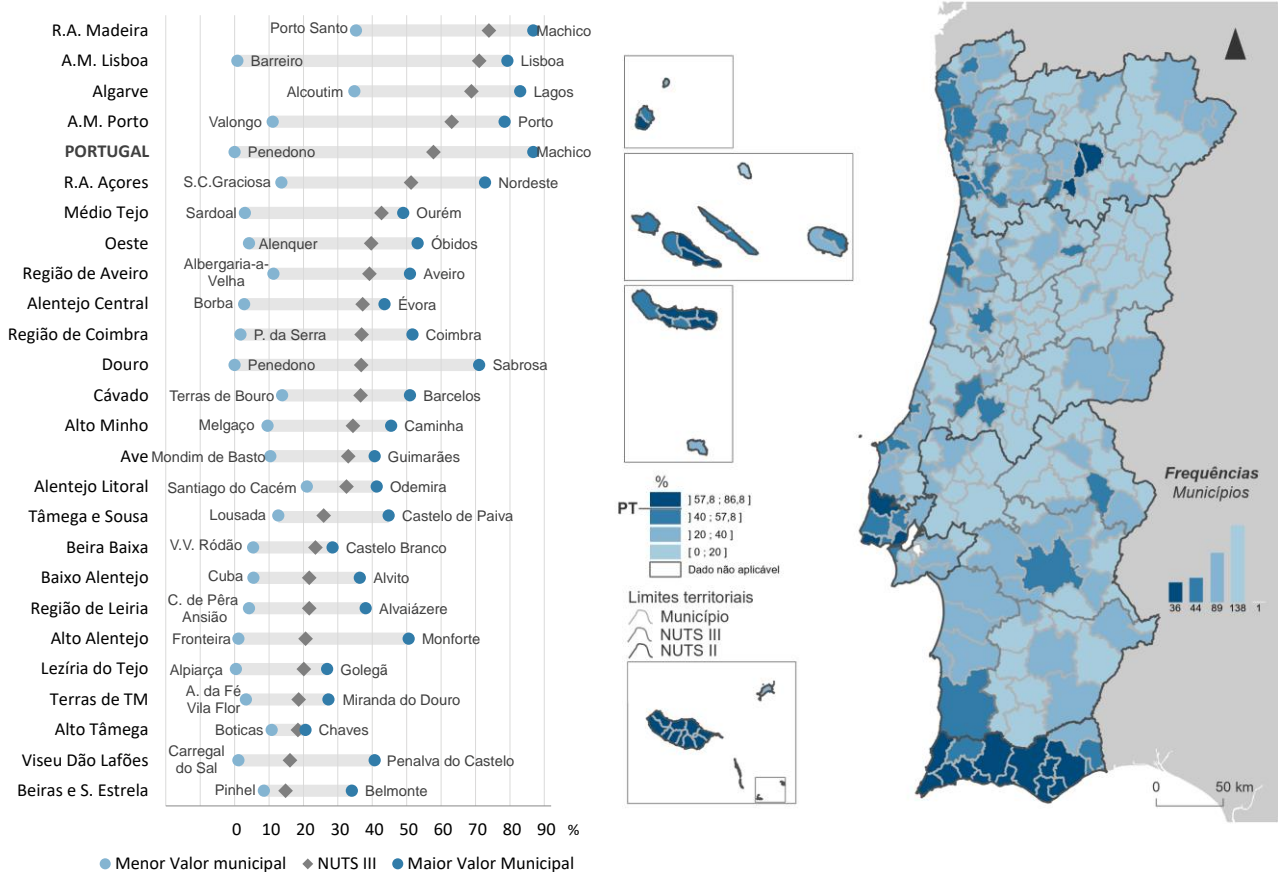 R.A. Madeira Porto Santo Machico
A.M. Lisboa Barreiro Lisboa
Algarve Alcoutim Lagos
A.M. Porto Valongo Porto
PORTUGAL Penedono Machico
R.A. Açores S.C.Graciosa Nordeste
Médio Tejo Sardoal Ourém
Oeste Alenquer Óbidos
Região de Aveiro Albergaria-a-
Velha Aveiro
Alentejo Central Borba Évora
Região de Coimbra P. da Serra Coimbra
Douro Penedono Sabrosa
Cávado Terras de Bouro Barcelos
Alto Minho Melgaço Caminha
Ave Mondim de Basto Guimarães
Alentejo Litoral Santiago do Cacém Odemira
Tâmega e Sousa Lousada Castelo de Paiva
Beira Baixa V.V. Ródão Castelo Branco
Baixo Alentejo Cuba Alvito
Região de Leiria C. de Pêra
Ansião Alvaiázere
Alto Alentejo Fronteira Monforte
Lezíria do Tejo Alpiarça Golegã
Terras de TM A. da Fé
Vila Flor Miranda do Douro
Alto Tâmega Boticas Chaves
Viseu Dão Lafões Carregal
do Sal Penalva do Castelo
Beiras e S. Estrela Pinhel Belmonte
0 10 20 30 40 50 60 70 80 90 %
Menor Valor municipal NUTS III Maior Valor Municipal
%
PT
] 57,8 ; 86,8 ]
] 40 ; 57,8 ]
] 20 ; 40 ]
[ 0 ; 20 ]
Dado não aplicável
Limites territoriais
Município
NUTS III
NUTS II
Frequências
Municípios
36 44 89 138 1
0 50 km